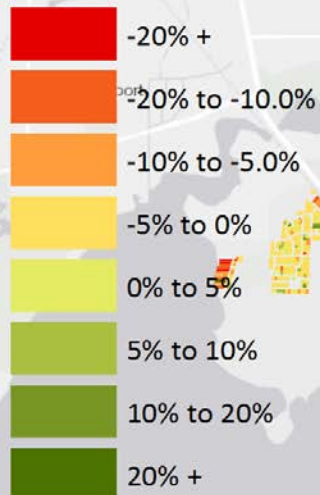 -20% +
port
-20% to -10.0%
-10% to -5.0%
-5% to 0%
0% to 5%
5% to 10%
10% to 20%
20% +